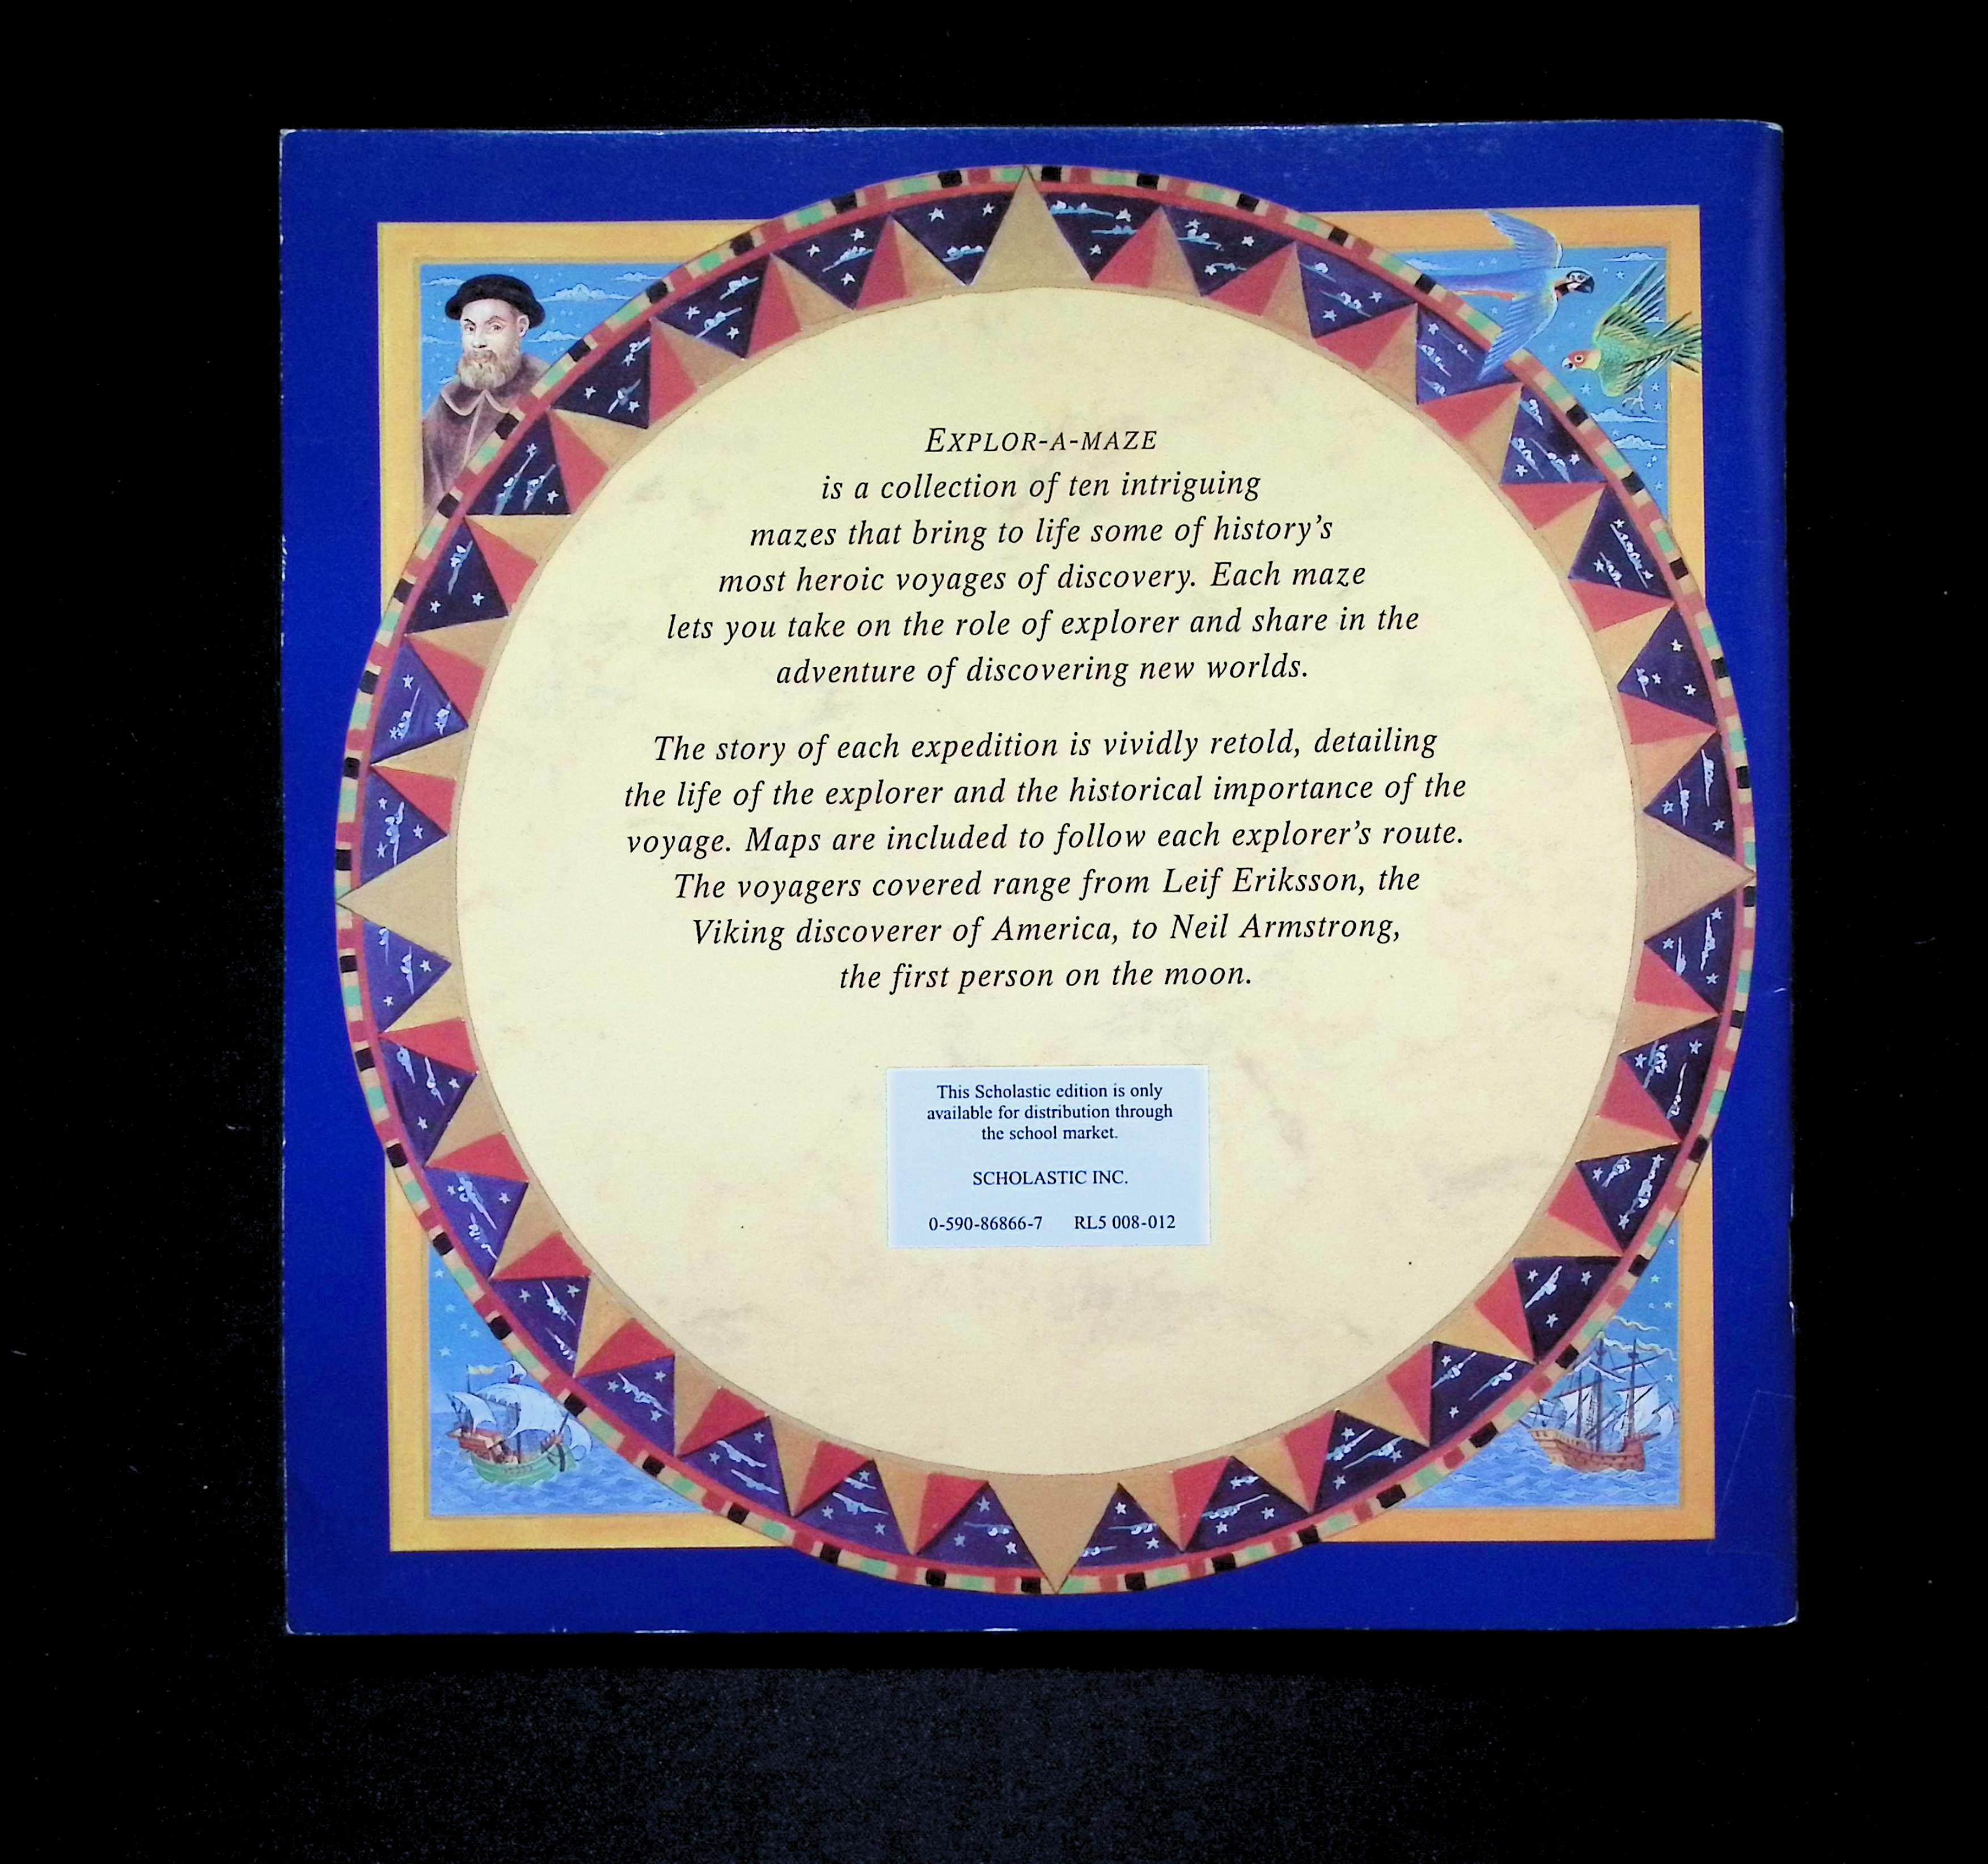 EXPLOR-A-MAZE
is a collection of ten intriguing
mazes that bring to life some of history's
most heroic voyages of discovery. Each maze
lets you take on the role of explorer and share in the
adventure of discovering new worlds.
The story of each expedition is vividly retold, detailing
the life of the explorer and the historical importance of the
voyage. Maps are included to follow each explorer's route.
The voyagers covered range from Leif Eriksson, the
Viking discoverer of America, to Neil Armstrong,
the first person on the moon.
This Scholastic edition is only
available for distribution through
the school market.
SCHOLASTIC INC.
0-590-86866-7 RL5 008-012